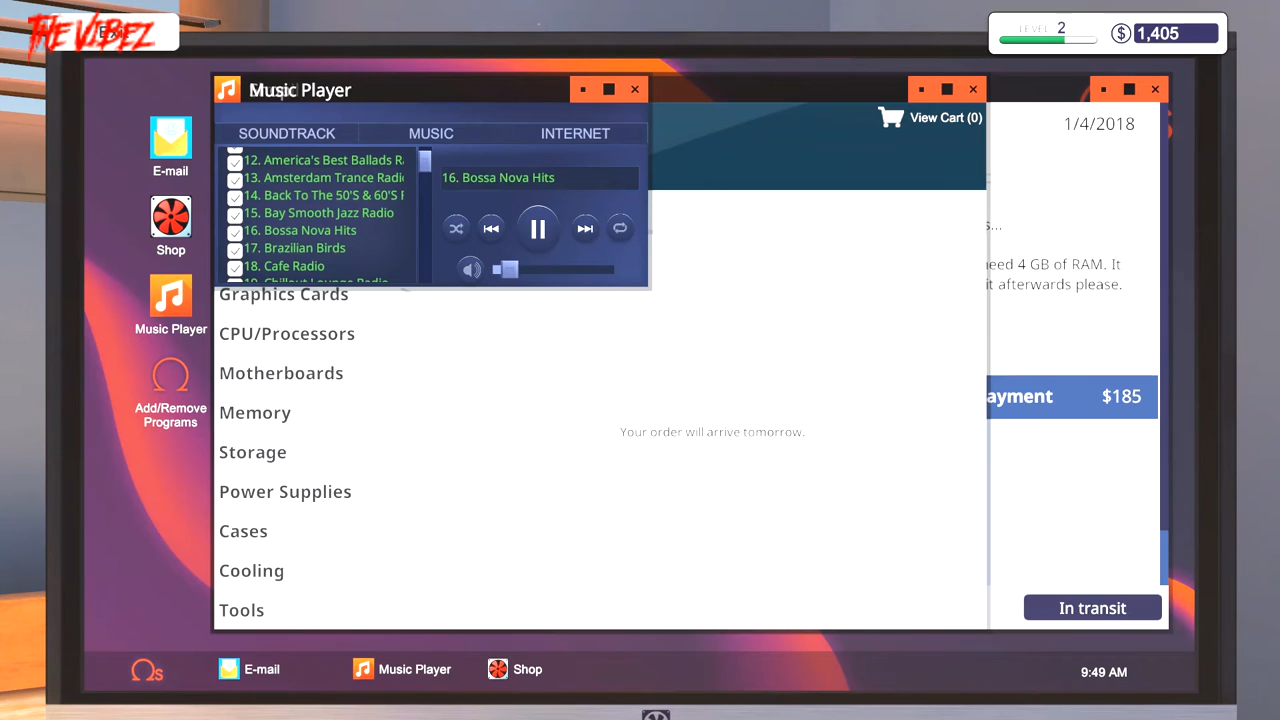 THE VIBEZ
LEVEL 2
$ 1,405
Music Player
SOUNDTRACK
MUSIC
INTERNET
12. America's Best Ballads R
13. Amsterdam Trance Radio
14. Back To The 50'S & 60'S
15. Bay Smooth Jazz Radio
16. Bossa Nova Hits
17. Brazilian Birds
18. Cafe Radio
16. Bossa Nova Hits
View Cart (0)
1/4/2018
s...
need 4 GB of RAM. It
it afterwards please.
ayment $185
In transit
E-mail
Shop
Music Player
Add/Remove
Programs
Graphics Cards
CPU/Processors
Motherboards
Memory
Storage
Power Supplies
Cases
Cooling
Tools
Your order will arrive tomorrow.
Ωs
E-mail
Music Player
Shop
9:49 AM